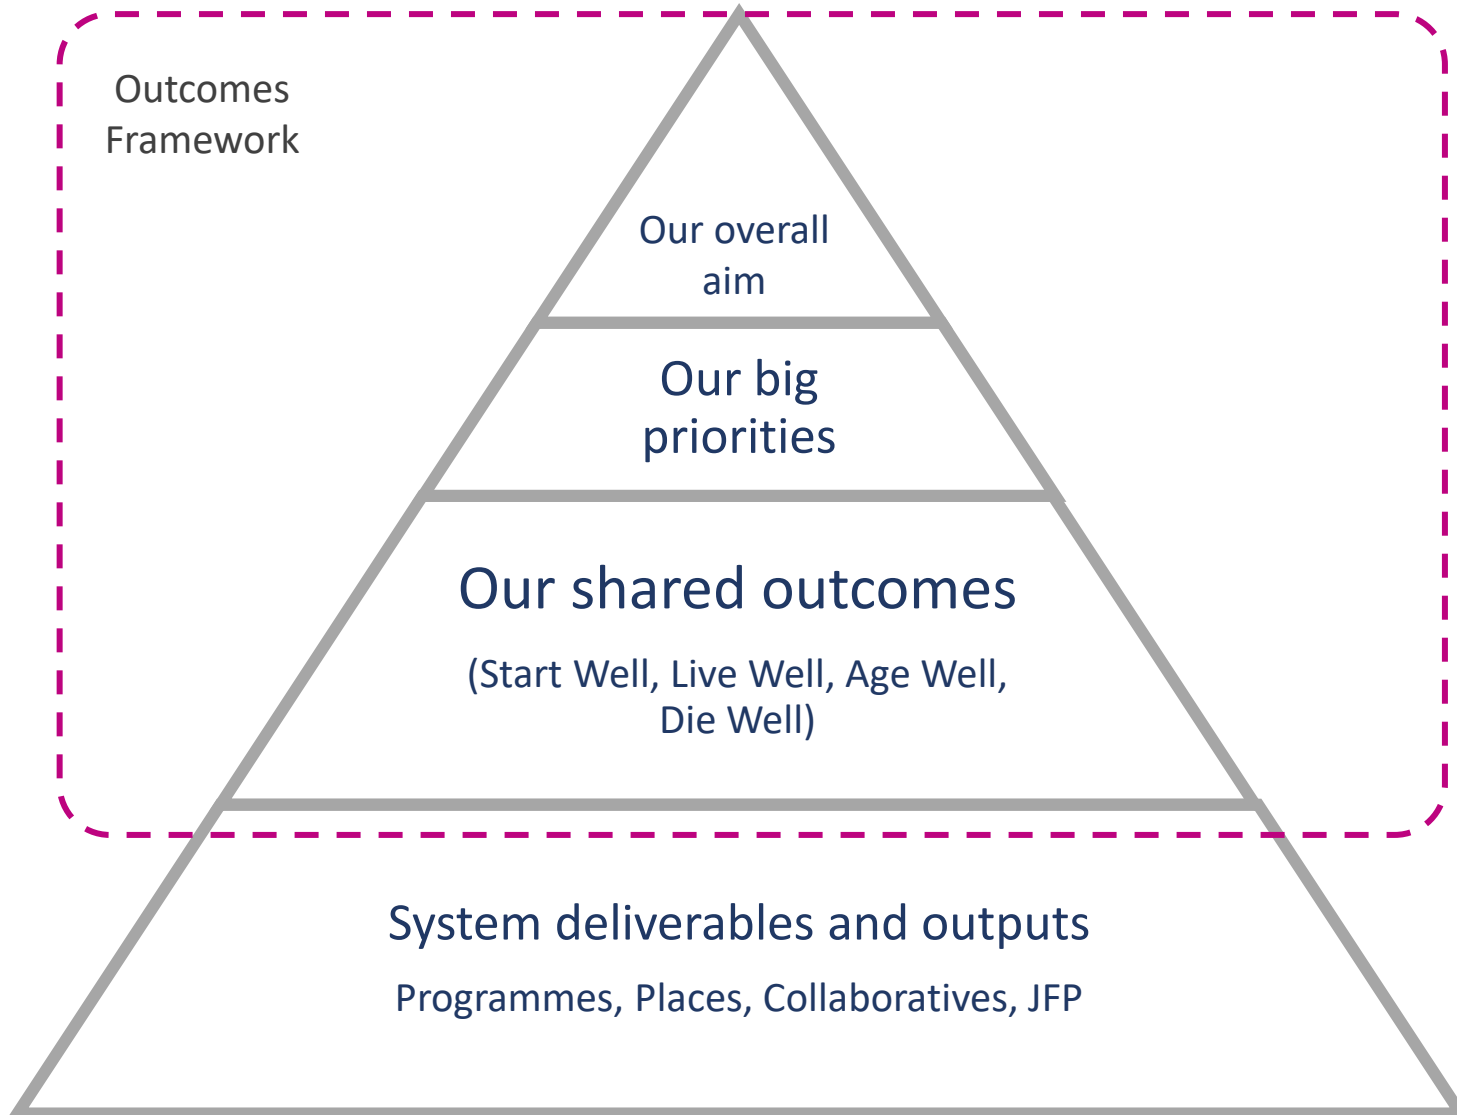 Outcomes
Framework
Our overall
aim
Our big
priorities
Our shared outcomes
(Start Well, Live Well, Age Well,
Die Well)
System deliverables and outputs
Programmes, Places, Collaboratives, JFP